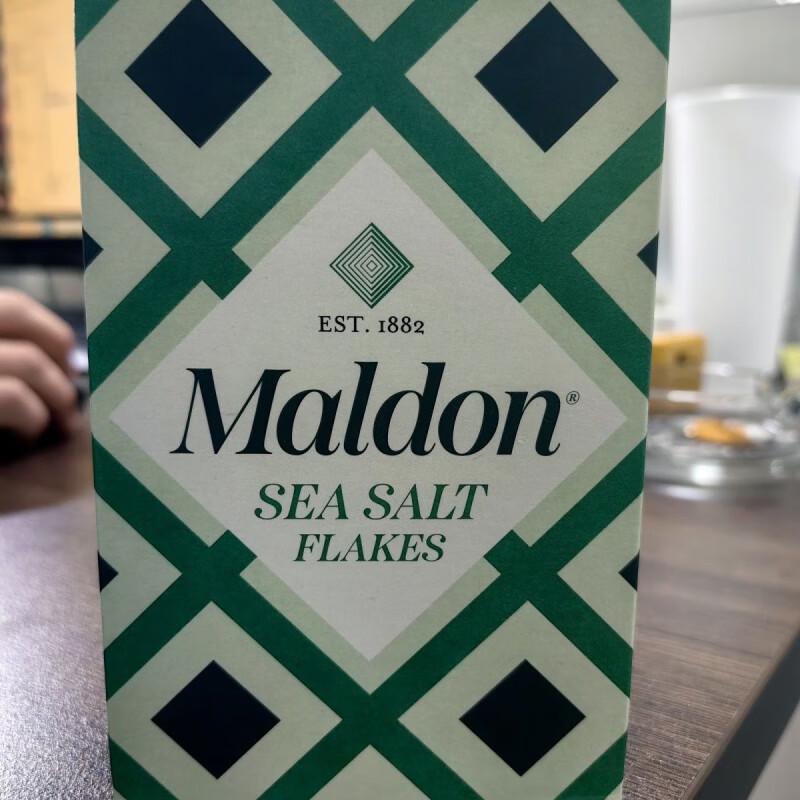 EST. 1882
Maldon®
SEA SALT
FLAKES